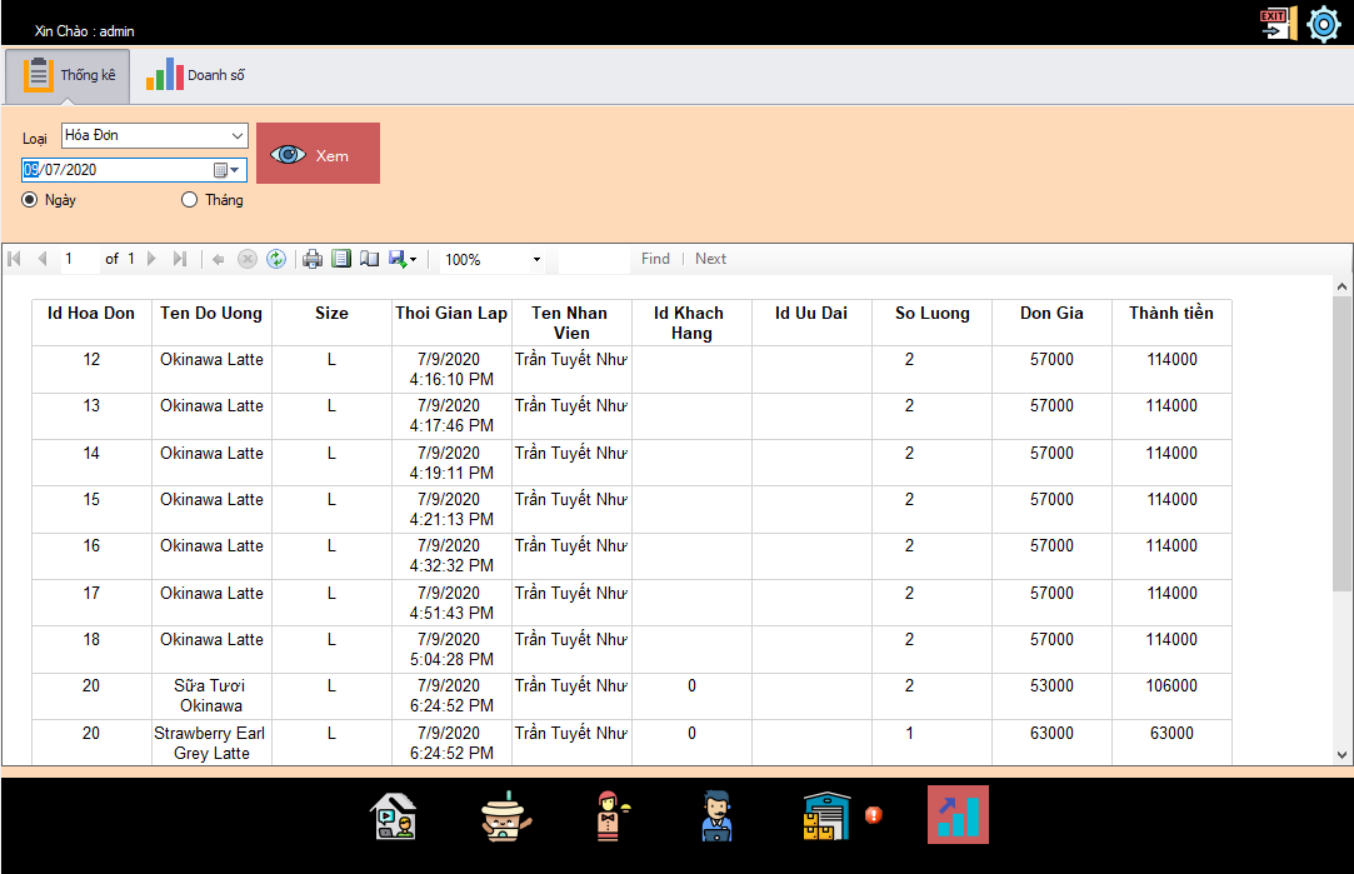 Xin Chào : admin
EXIT
Thống kê
Doanh số
Loại
Hóa Đơn
Xem
09/07/2020
Ngày
Tháng
1 of 1
100%
Find | Next
Id Hoa Don Ten Do Uong Size Thoi Gian Lap Ten Nhan Id Khach Id Uu Dai So Luong Don Gia Thành tiền
Vien Hang
12 Okinawa Latte L 7/9/2020 Trần Tuyết Như 2 57000 114000
4:16:10 PM
13 Okinawa Latte L 7/9/2020 Trần Tuyết Như 2 57000 114000
4:17:46 PM
14 Okinawa Latte L 7/9/2020 Trần Tuyết Như 2 57000 114000
4:19:11 PM
15 Okinawa Latte L 7/9/2020 Trần Tuyết Như 2 57000 114000
4:21:13 PM
16 Okinawa Latte L 7/9/2020 Trần Tuyết Như 2 57000 114000
4:32:32 PM
17 Okinawa Latte L 7/9/2020 Trần Tuyết Như 2 57000 114000
4:51:43 PM
18 Okinawa Latte L 7/9/2020 Trần Tuyết Như 2 57000 114000
5:04:28 PM
20 Sữa Tươi L 7/9/2020 Trần Tuyết Như 0 2 53000 106000
Okinawa 6:24:52 PM
20 Strawberry Earl L 7/9/2020 Trần Tuyết Như 0 1 63000 63000
Grey Latte 6:24:52 PM